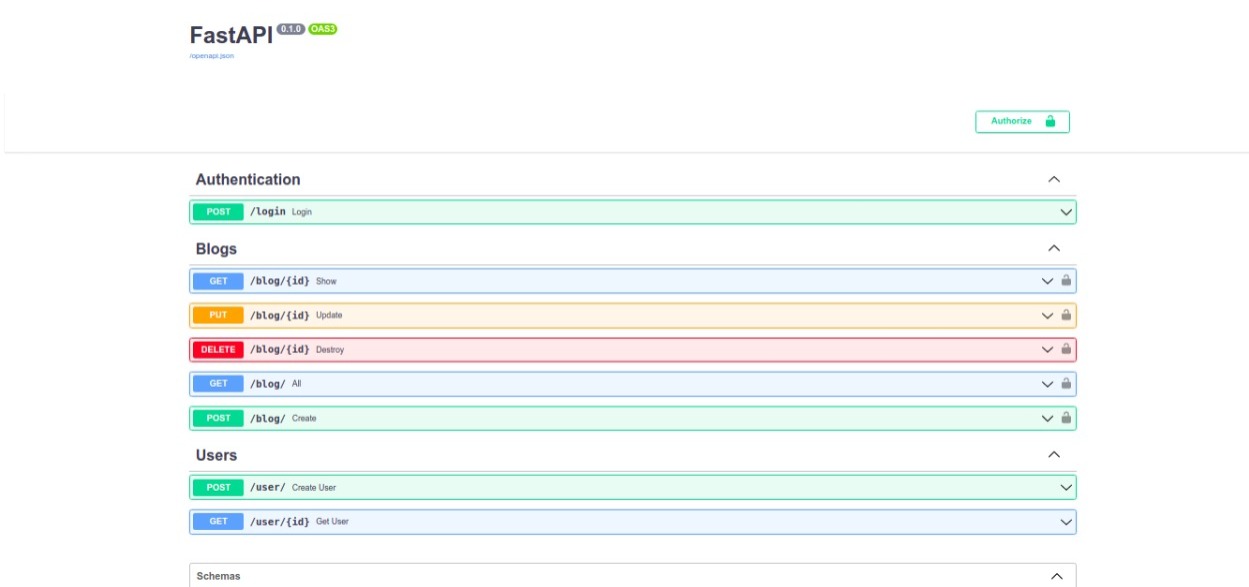 FastAPI 0.1.0 OAS3
/openapi.json
Authorize
Authentication
POST /login Login
Blogs
GET /blog/{id} Show
PUT /blog/{id} Update
DELETE /blog/{id} Destroy
GET /blog/ All
POST /blog/ Create
Users
POST /user/ Create User
GET /user/{id} Get User
Schemas